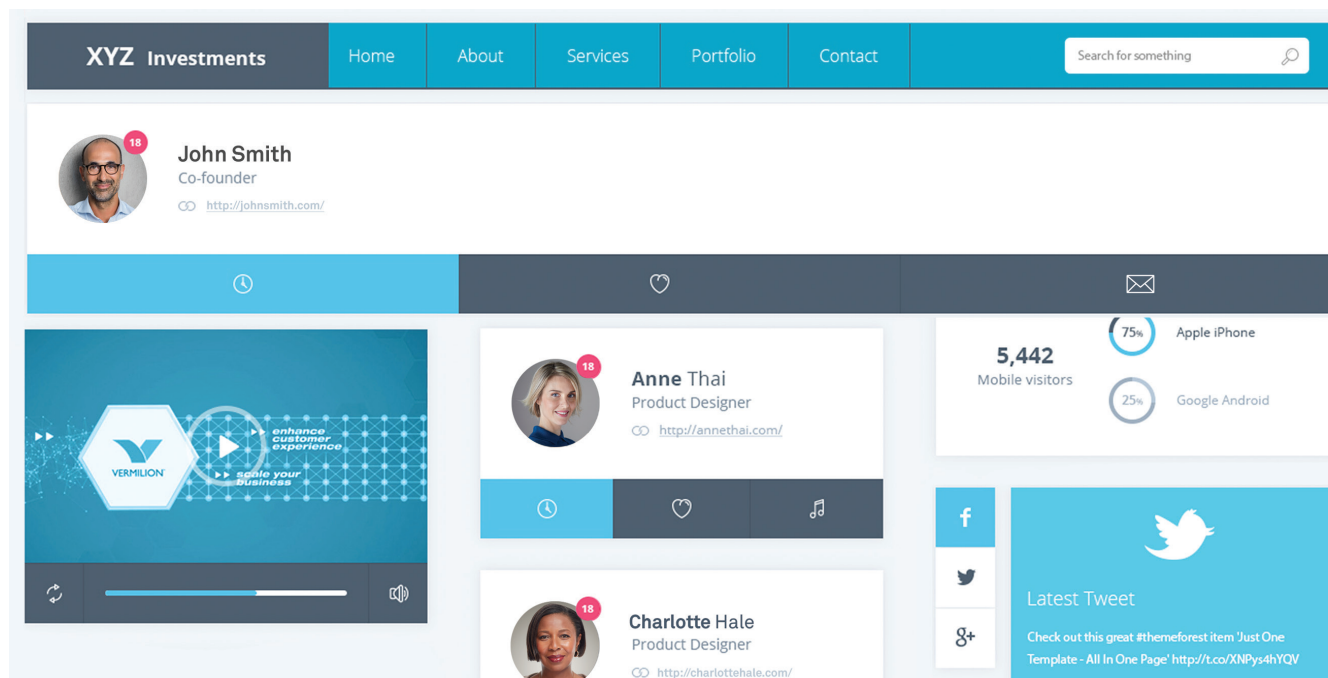 XYZ Investments
Home
About
Services
Portfolio
Contact
Search for something
18
John Smith
Co-founder
http://johnsmith.com/
VERMILION
enhance
customer
experience
scale your
business
18
Anne Thai
Product Designer
http://annethai.com/
18
Charlotte Hale
Product Designer
http://charlottehale.com/
5,442
Mobile visitors
75%
Apple iPhone
25%
Google Android
f
g+
Latest Tweet
Check out this great #themeforest item 'Just One
Template - All In One Page' http://t.co/XNPys4hYQV